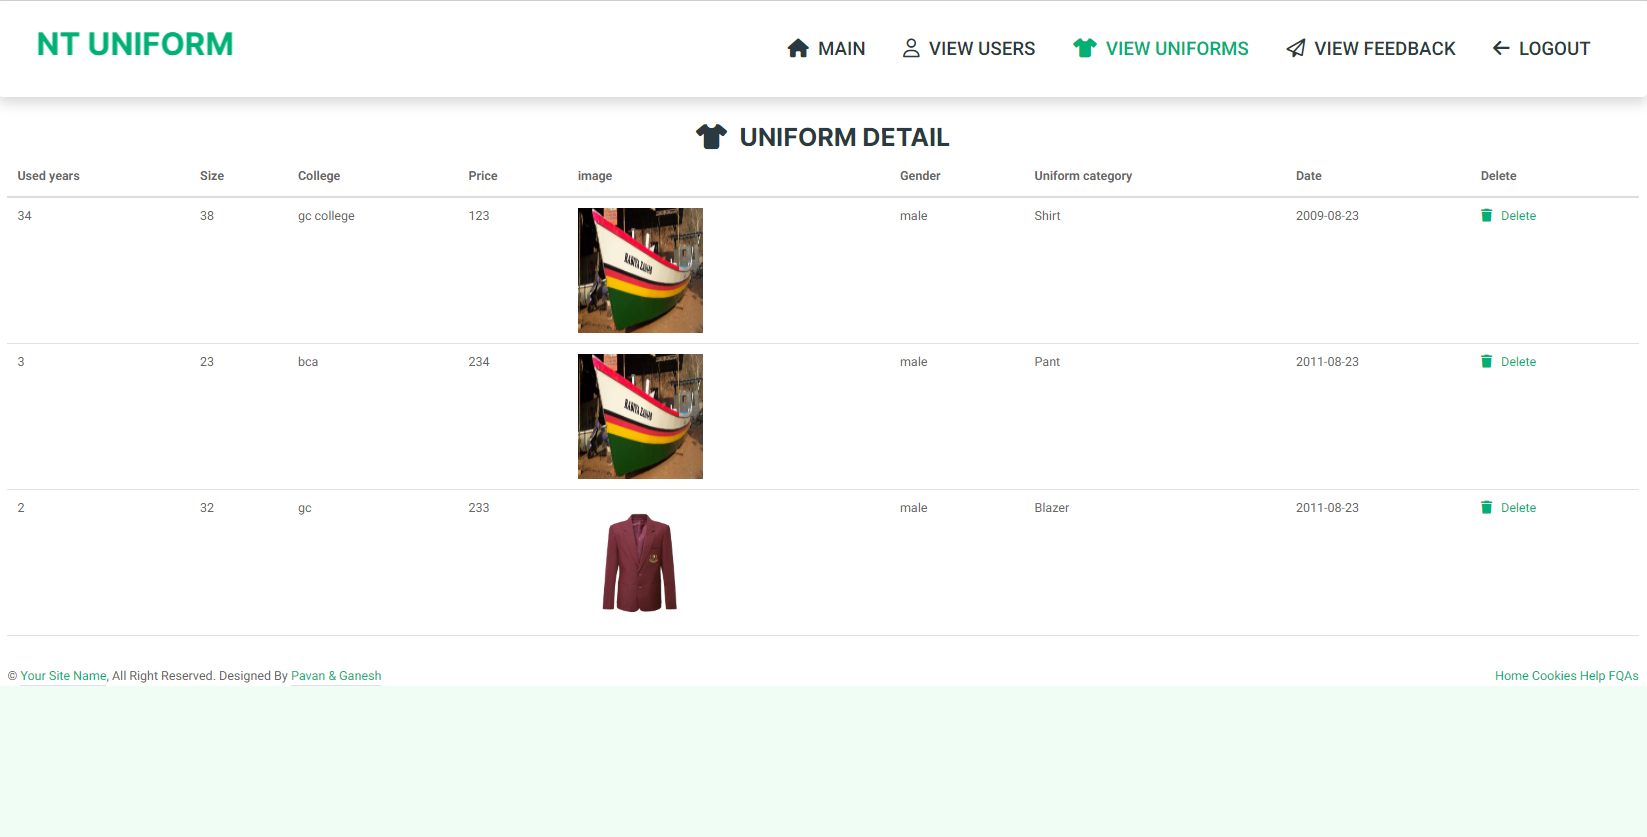 NT UNIFORM
MAIN VIEW USERS VIEW UNIFORMS VIEW FEEDBACK LOGOUT
UNIFORM DETAIL
Used years Size College Price image Gender Uniform category Date Delete
34 38 gc college 123 male Shirt 2009-08-23 Delete
3 23 bca 234 male Pant 2011-08-23 Delete
2 32 gc 233 male Blazer 2011-08-23 Delete
© Your Site Name, All Right Reserved. Designed By Pavan & Ganesh Home Cookies Help FQAs